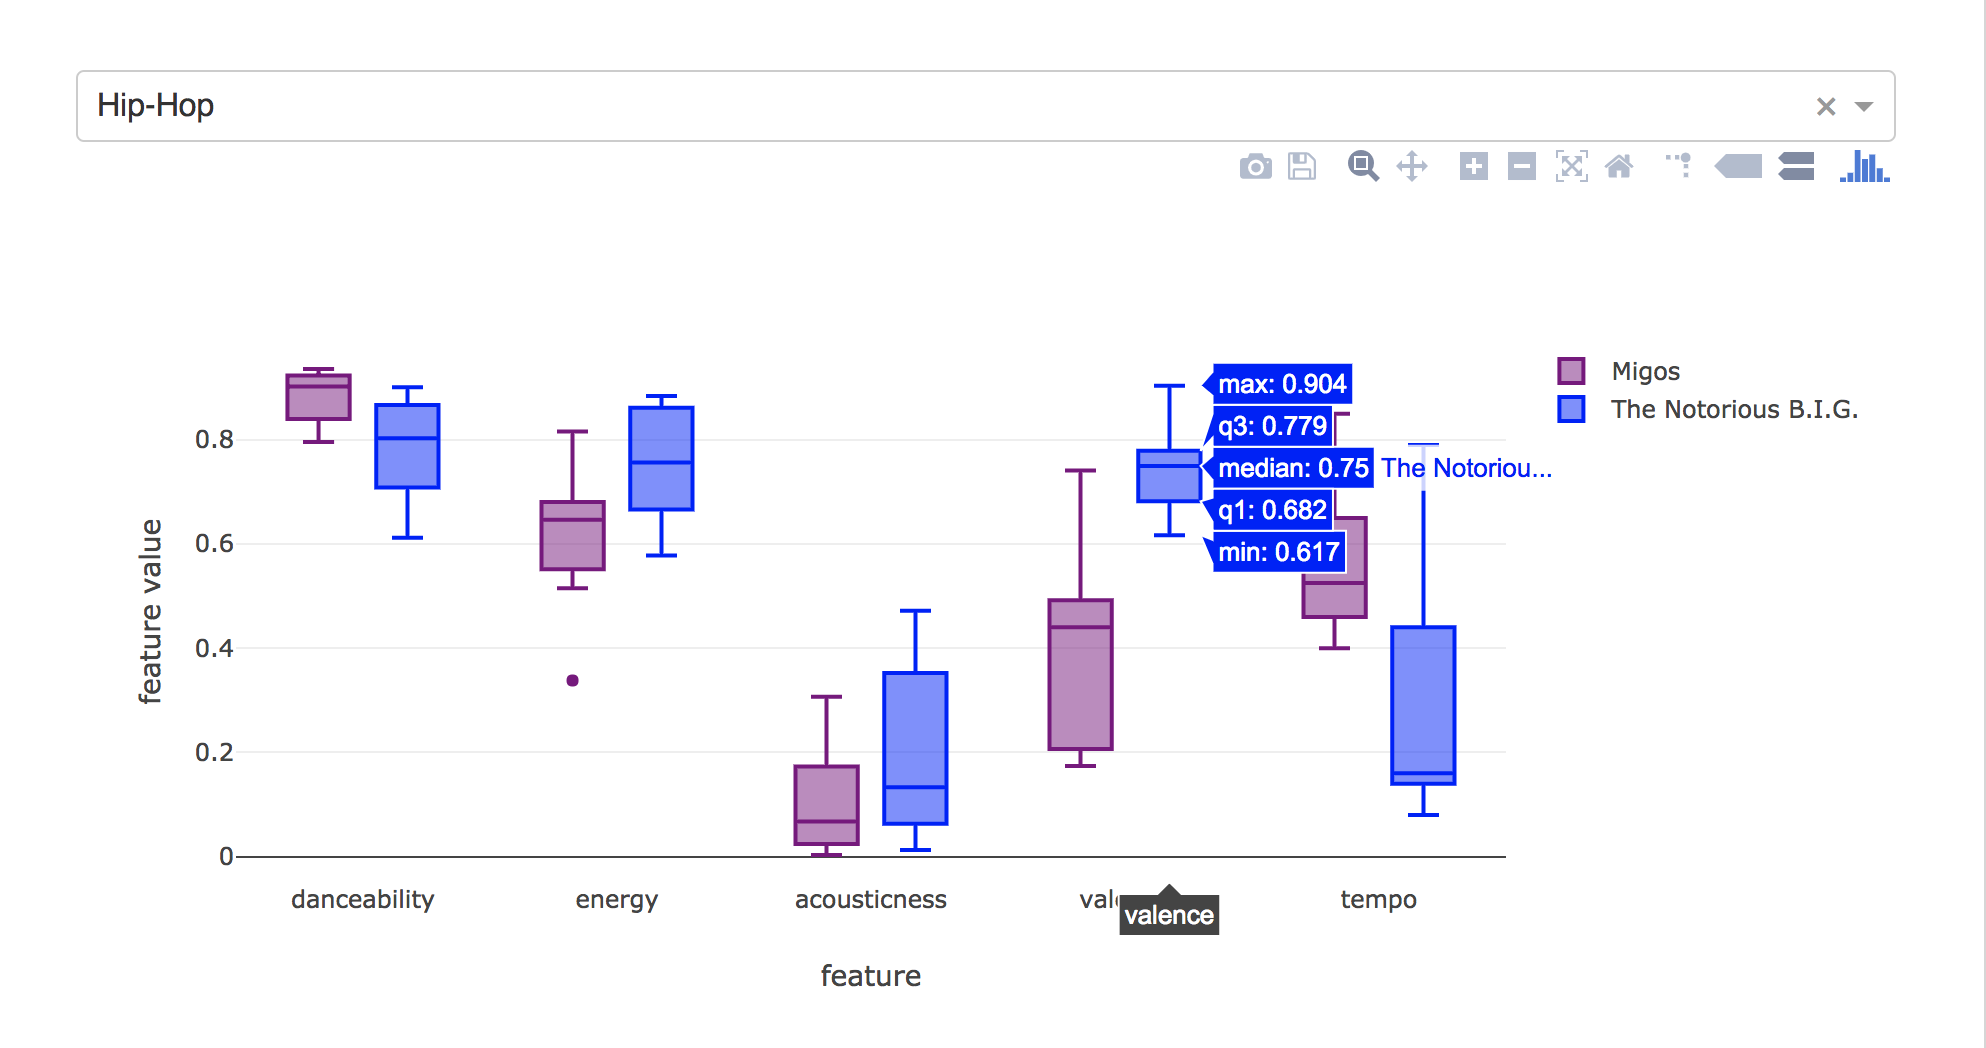 Hip-Hop
max: 0.904
Migos
q3: 0.779
The Notorious B.I.G.
0.8
median: 0.75 The Notoriou...
q1: 0.682
0.6
min: 0.617
feature value
0.4
0.2
0
danceability energy acousticness val tempo
valence
feature